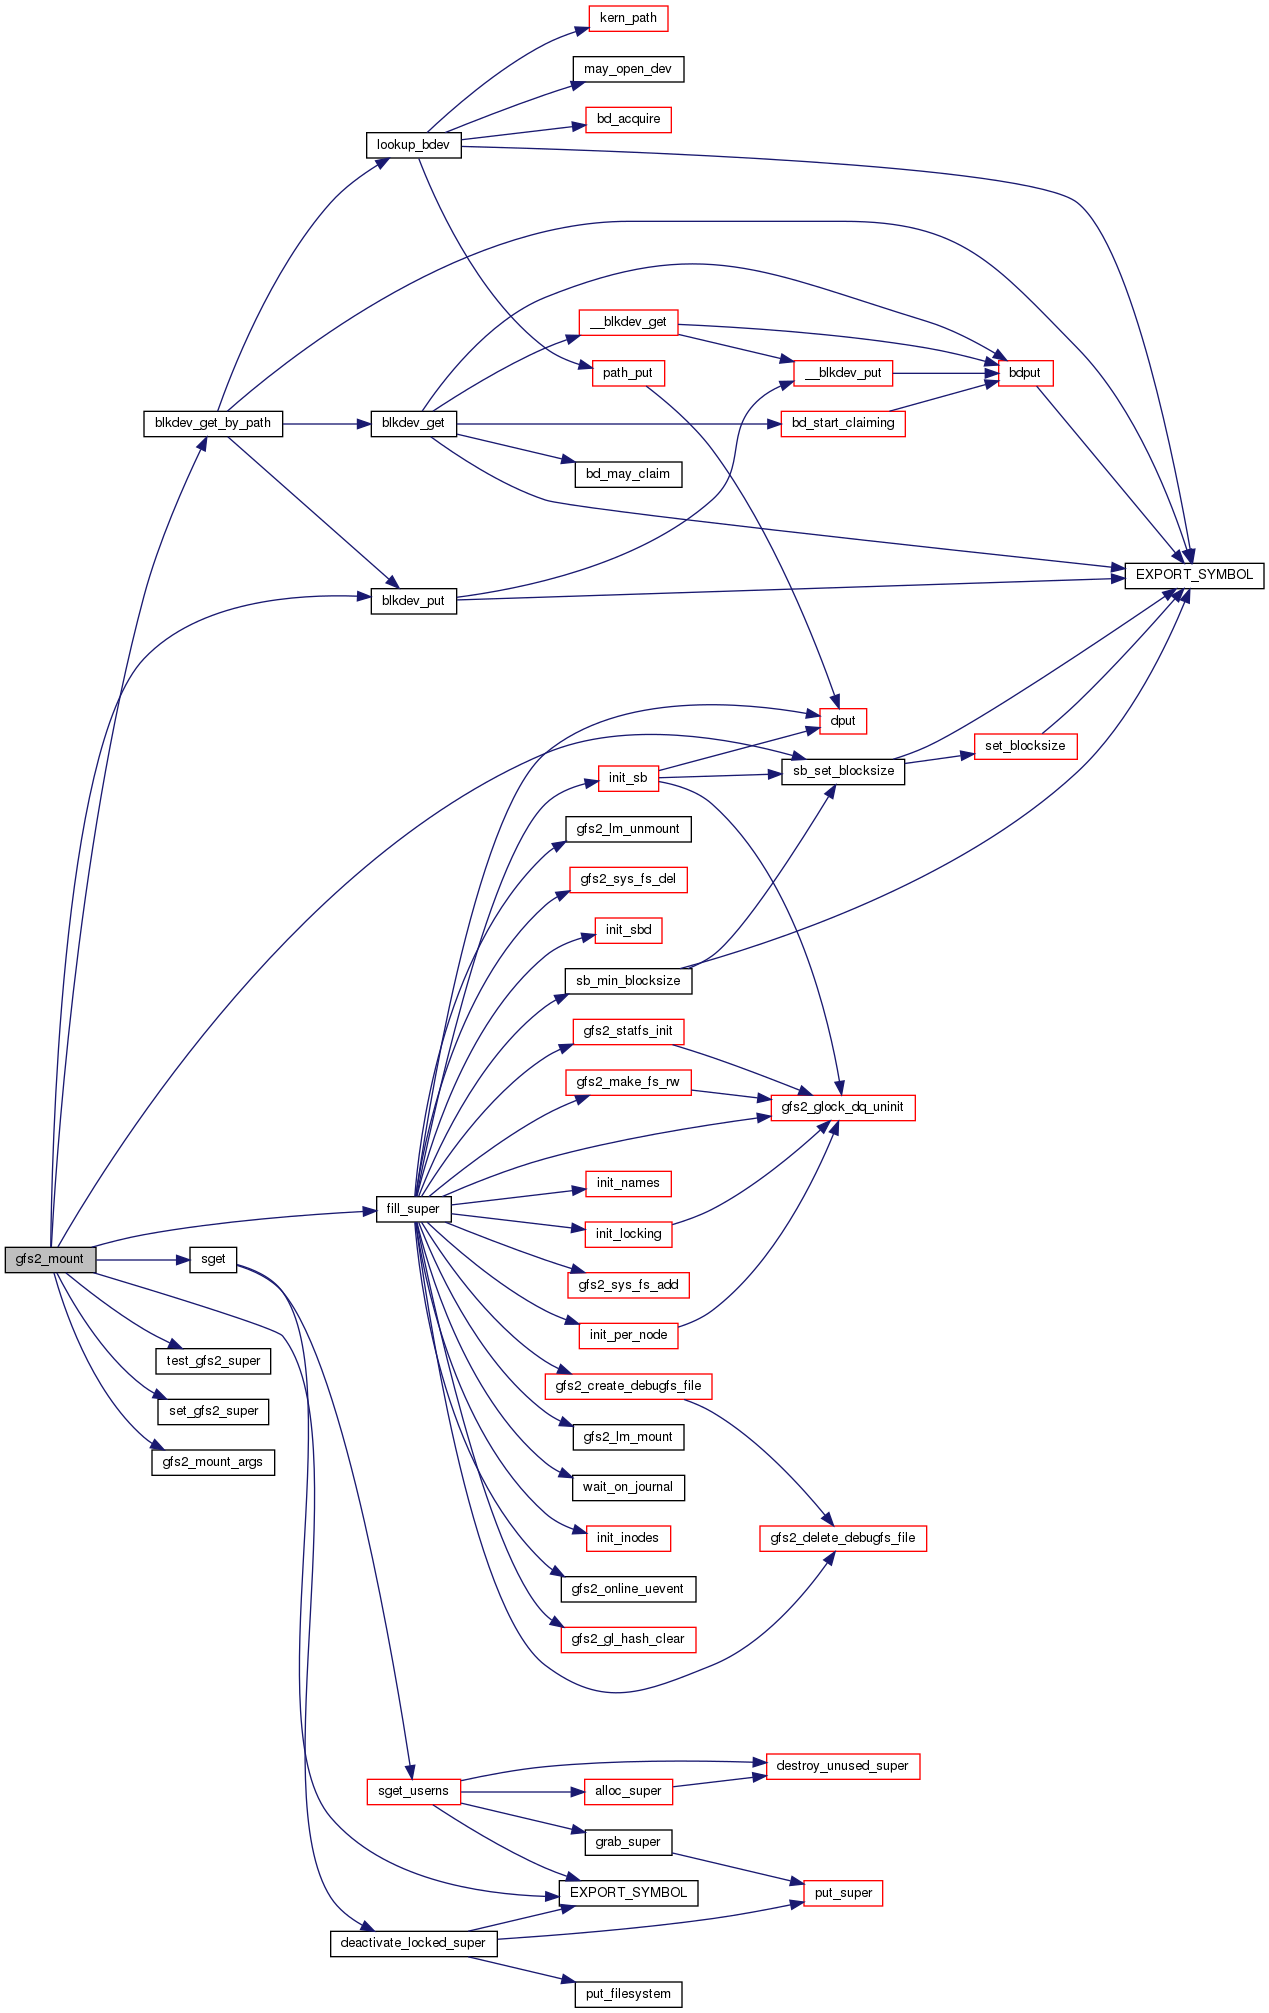 kern_path
may_open_dev
bd_acquire
lookup_bdev
__blkdev_get
path_put
__blkdev_put
bdput
blkdev_get_by_path
blkdev_get
bd_start_claiming
bd_may_claim
EXPORT_SYMBOL
blkdev_put
dput
set_blocksize
init_sb
sb_set_blocksize
gfs2_lm_unmount
gfs2_sys_fs_del
init_sbd
sb_min_blocksize
gfs2_statfs_init
gfs2_make_fs_rw
gfs2_glock_dq_uninit
init_names
fill_super
init_locking
gfs2_mount
sget
gfs2_sys_fs_add
init_per_node
test_gfs2_super
gfs2_create_debugfs_file
set_gfs2_super
gfs2_lm_mount
gfs2_mount_args
wait_on_journal
init_inodes
gfs2_delete_debugfs_file
gfs2_online_uevent
gfs2_gl_hash_clear
destroy_unused_super
sget_userns
alloc_super
grab_super
EXPORT_SYMBOL
put_super
deactivate_locked_super
put_filesystem